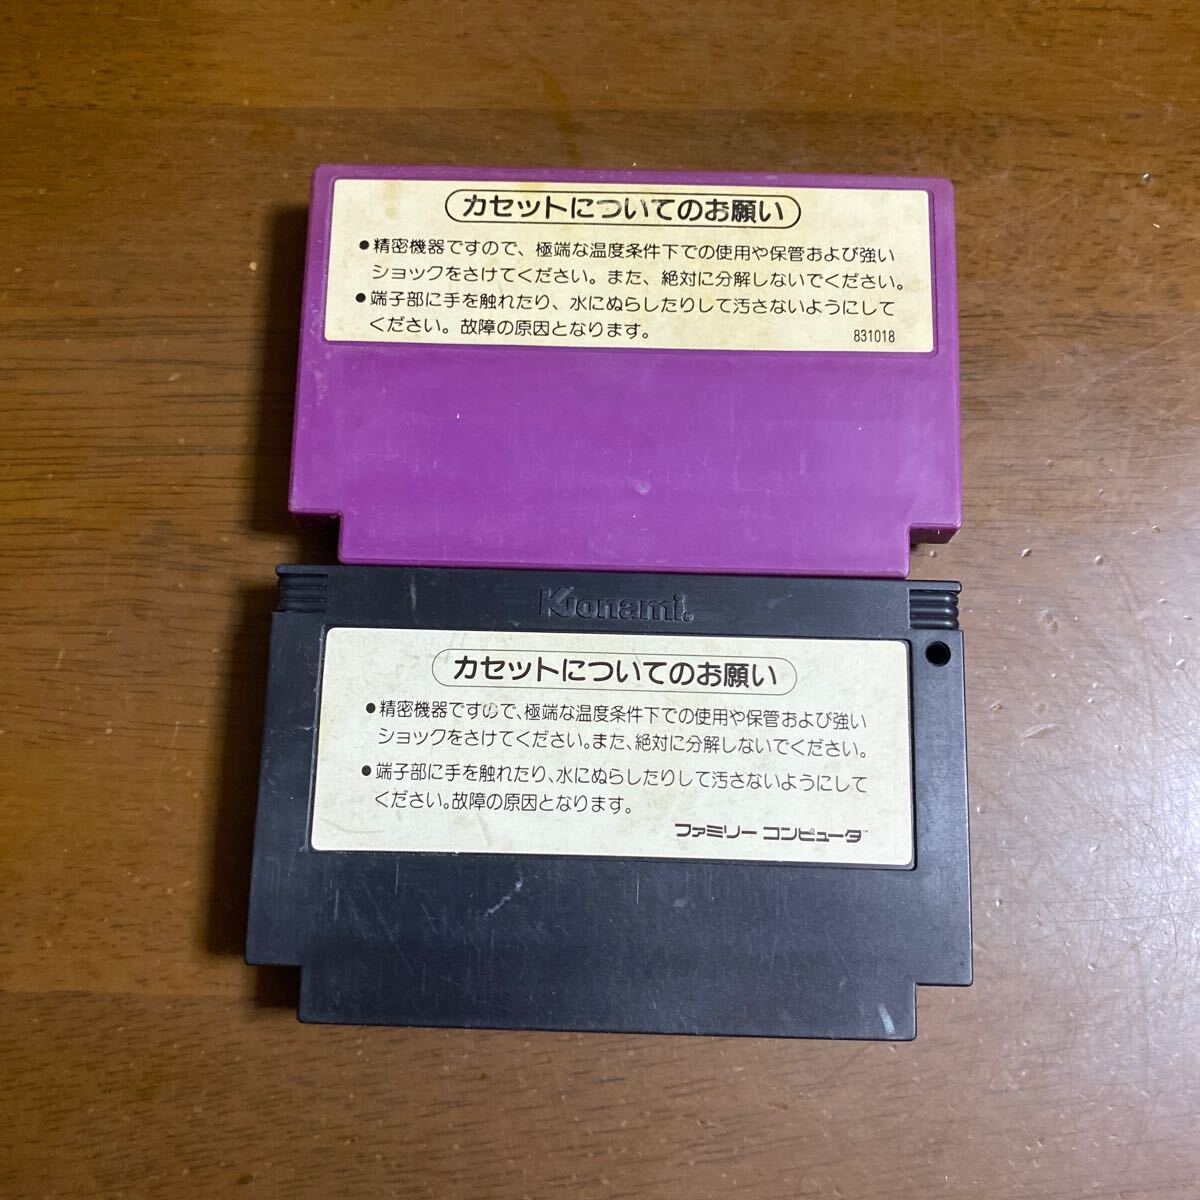 カセットについてのお願い
●精密機器ですので、極端な温度条件下での使用や保管および強い
ショックをさけてください。また、絶対に分解しないでください。
●端子部に手を触れたり、水にぬらしたりして汚さないようにして
ください。故障の原因となります。
831018
Konami®
カセットについてのお願い
●精密機器ですので、極端な温度条件下での使用や保管および強い
ショックをさけてください。また、絶対に分解しないでください。
●端子部に手を触れたり、水にぬらしたりして汚さないようにして
ください。故障の原因となります。
ファミリー コンピュータ™